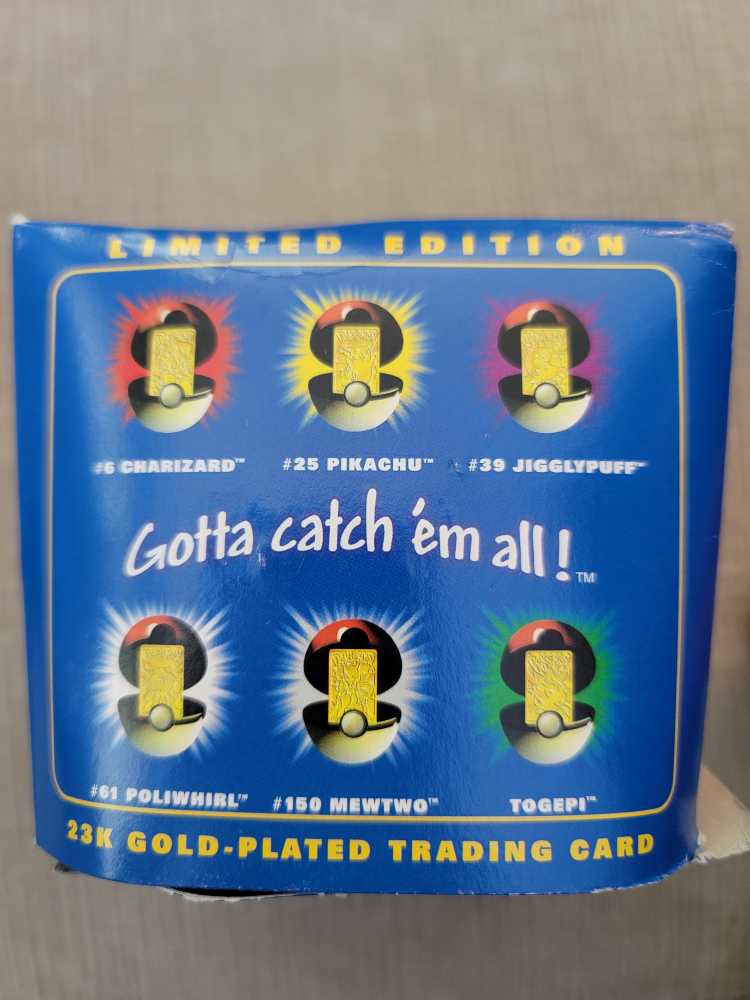 LIMITED EDITION
#6 CHARIZARD™ #25 PIKACHU™ #39 JIGGLYPUFF™
Gotta catch 'em all!™
#61 POLIWHIRL™ #150 MEWTWO™ TOGEPI™
23K GOLD-PLATED TRADING CARD